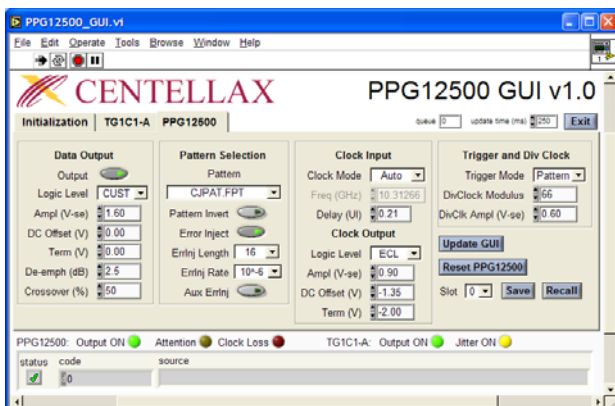 PPG12500_GUI.vi
File Edit Operate Tools Browse Window Help
CENTELLAX
PPG12500 GUI v1.0
Initialization TG1C1-A PPG12500
queue 0 update time (ms) 250 Exit
Data Output
Output
Logic Level CUST
Ampl (V-se) 1.60
DC Offset (V) 0.00
Term (V) 0.00
De-emph (dB) 2.5
Crossover (%) 50
Pattern Selection
Pattern
CJPAT.FPT
Pattern Invert
Error Inject
ErrInj Length 16
ErrInj Rate 10^-6
Aux ErrInj
Clock Input
Clock Mode Auto
Freq (GHz) 10.31266
Delay (UI) 0.21
Clock Output
Logic Level ECL
Ampl (V-se) 0.90
DC Offset (V) -1.35
Term (V) -2.00
Trigger and Div Clock
Trigger Mode Pattern
DivClock Modulus 66
DivClk Ampl (V-se) 0.60
Update GUI
Reset PPG12500
Slot 0 Save Recall
PPG12500: Output ON Attention Clock Loss TG1C1-A: Output ON Jitter ON
status code source
0